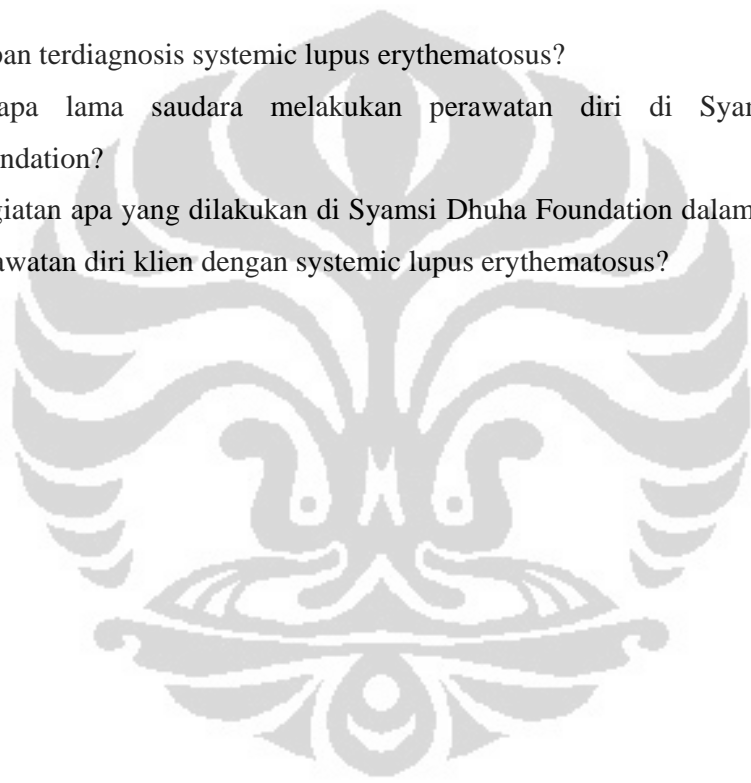 pan terdiagnosis systemic lupus erythematosus?
apa lama saudara melakukan perawatan diri di Syam
ndation?
giatan apa yang dilakukan di Syamsi Dhuha Foundation dalam
awatan diri klien dengan systemic lupus erythematosus?